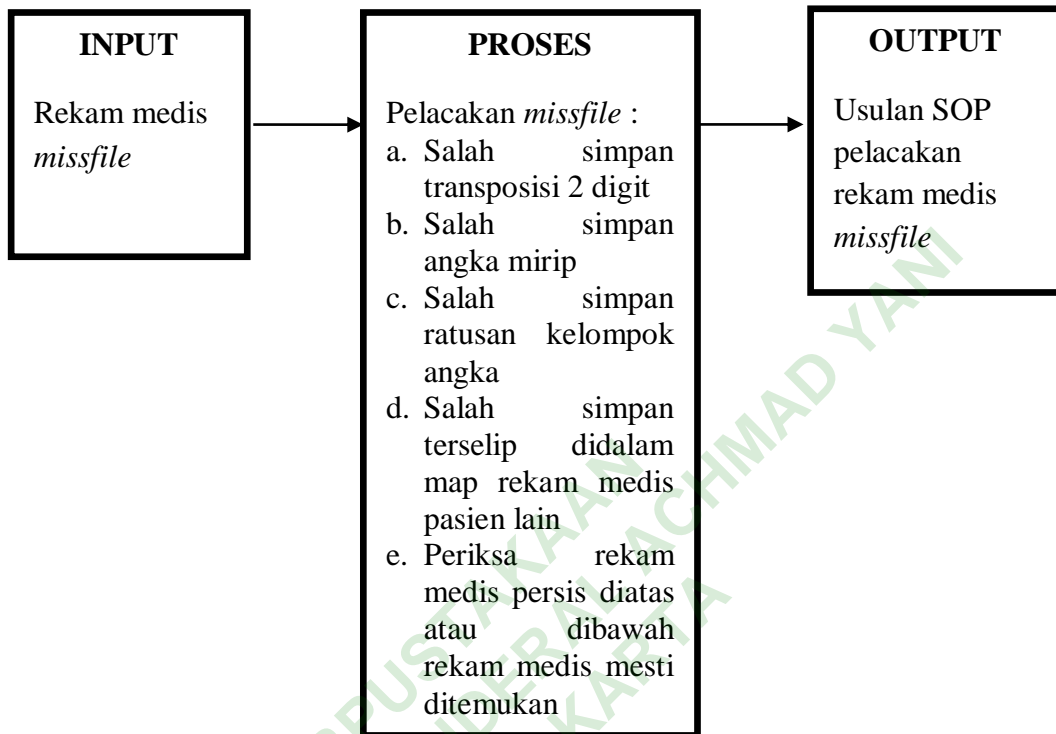 INPUT
Rekam medis
missfile
PROSES
Pelacakan missfile :
a. Salah simpan
transposisi 2 digit
b. Salah simpan
angka mirip
c. Salah simpan
ratusan kelompok
angka
d. Salah simpan
terselip didalam
map rekam medis
pasien lain
e. Periksa rekam
medis persis diatas
atau dibawah
rekam medis mesti
ditemukan
OUTPUT
Usulan SOP
pelacakan
rekam medis
missfile
ACHMAD YANI